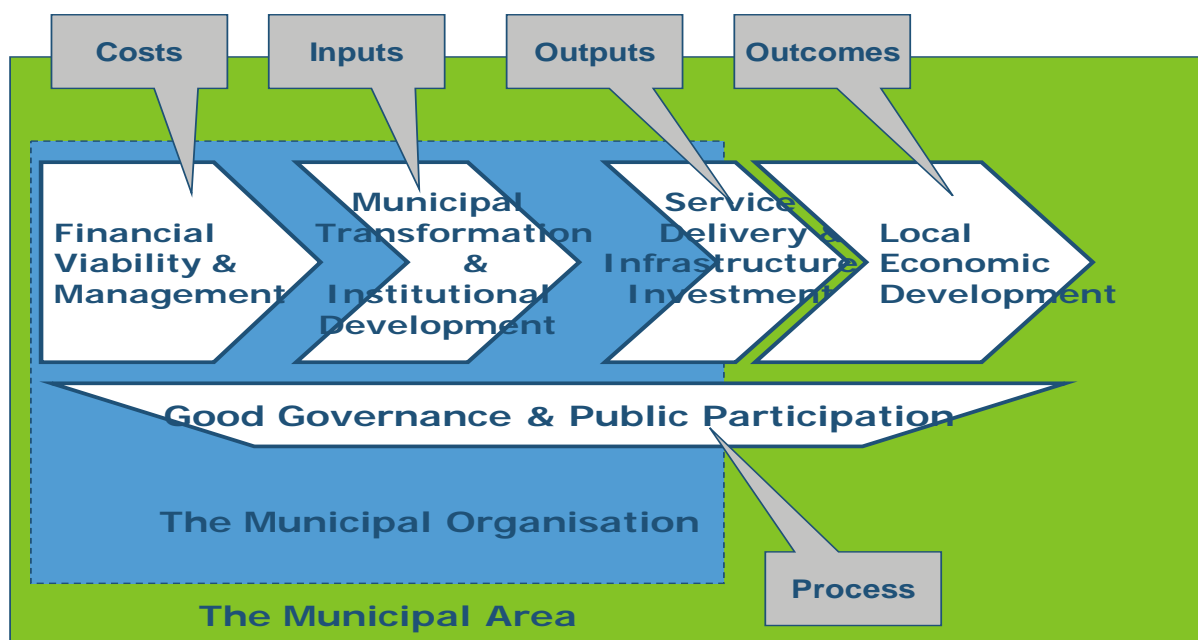 Costs
Inputs
Outputs
Outcomes
Financial
Viability &
Management
Municipal
Transformation
&
Institutional
Development
Service
Delivery &
Infrastructure
Investment
Local
Economic
Development
Good Governance & Public Participation
The Municipal Organisation
Process
The Municipal Area